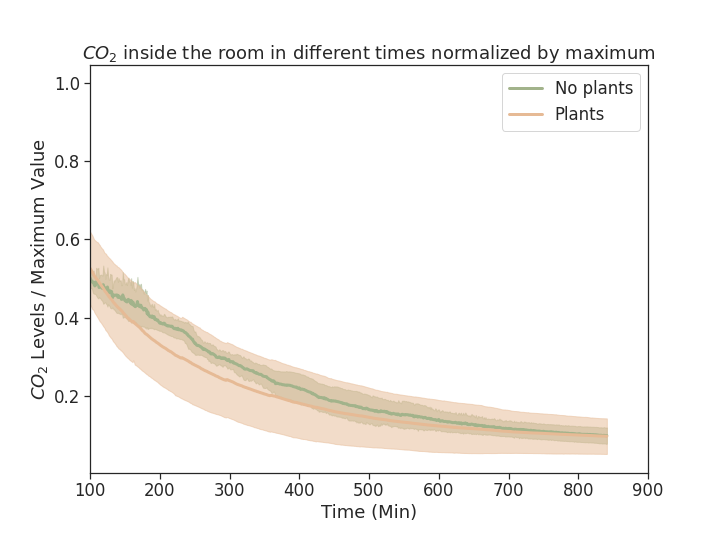 CO₂ inside the room in different times normalized by maximum
No plants
Plants
1.0
0.8
0.6
0.4
0.2
CO₂ Levels / Maximum Value
100 200 300 400 500 600 700 800 900
Time (Min)